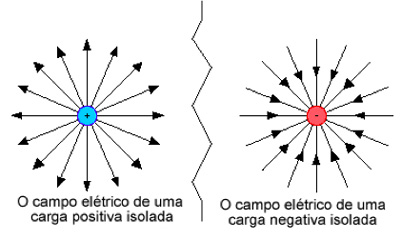 +
-
O campo elétrico de uma
carga positiva isolada
O campo elétrico de uma
carga negativa isolada